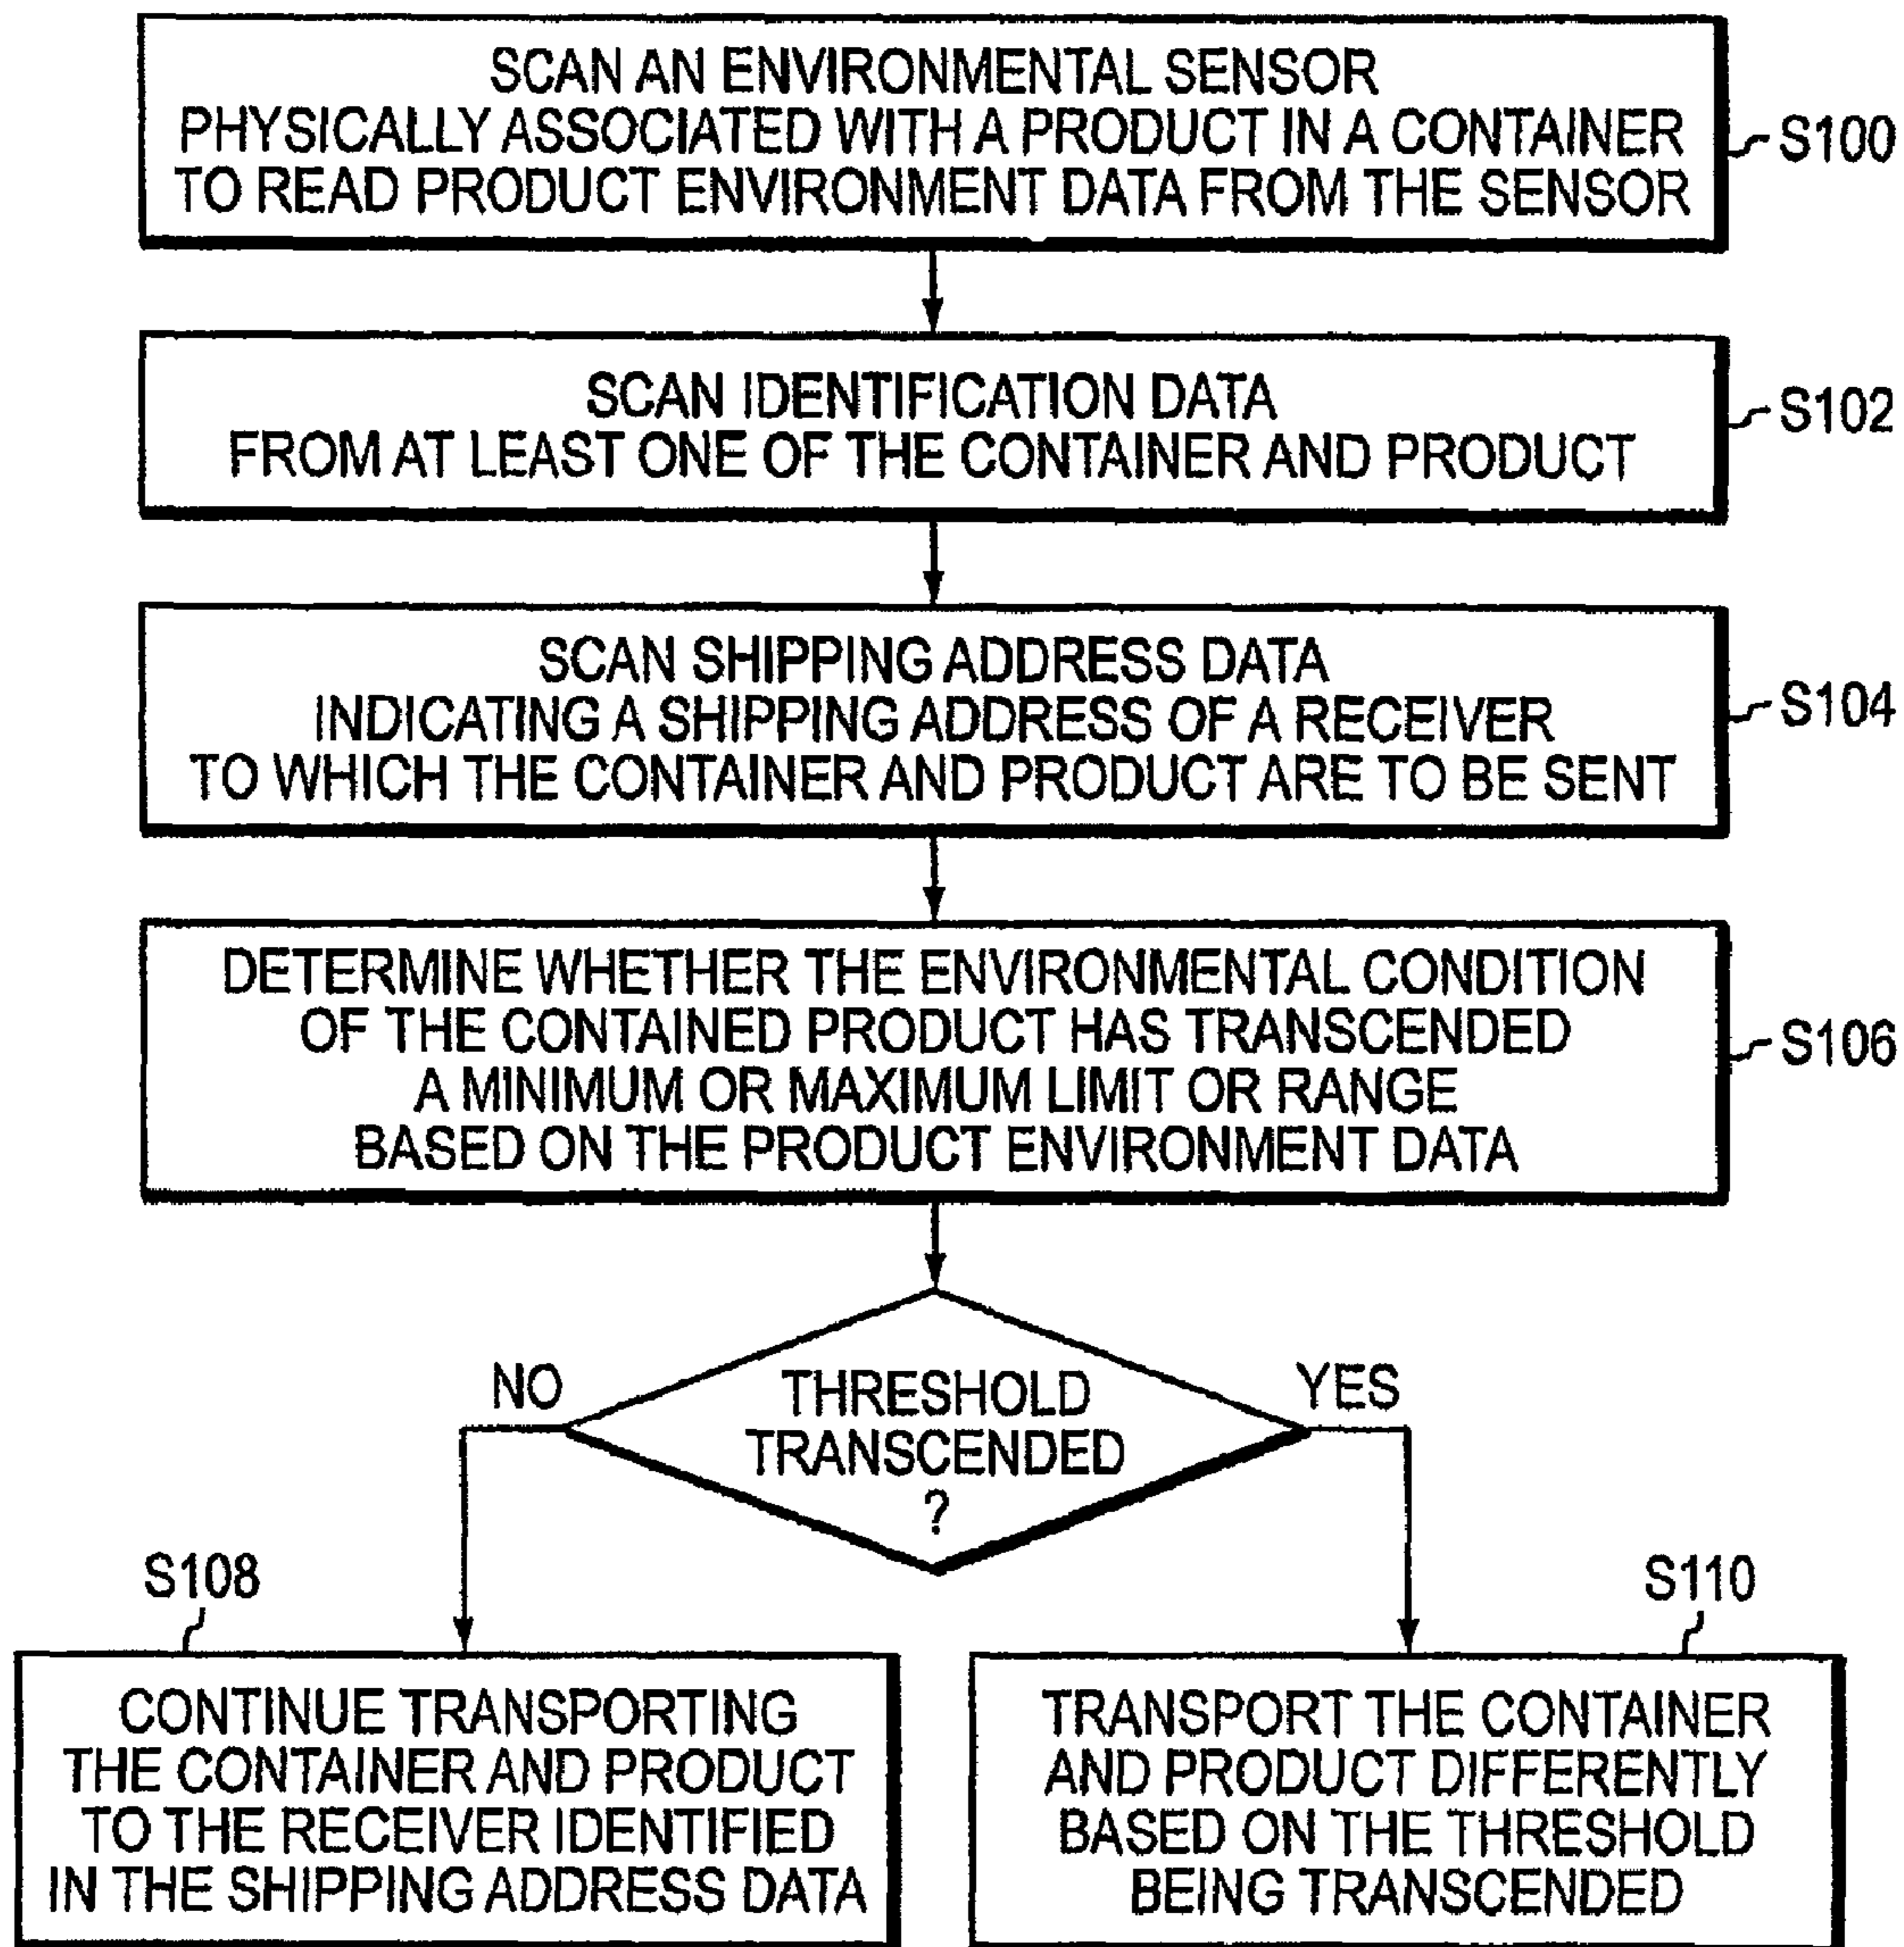 SCAN AN ENVIRONMENTAL SENSOR
PHYSICALLY ASSOCIATED WITH A PRODUCT IN A CONTAINER
TO READ PRODUCT ENVIRONMENT DATA FROM THE SENSOR
S100
SCAN IDENTIFICATION DATA
FROM AT LEAST ONE OF THE CONTAINER AND PRODUCT
S102
SCAN SHIPPING ADDRESS DATA
INDICATING A SHIPPING ADDRESS OF A RECEIVER
TO WHICH THE CONTAINER AND PRODUCT ARE TO BE SENT
S104
DETERMINE WHETHER THE ENVIRONMENTAL CONDITION
OF THE CONTAINED PRODUCT HAS TRANSCENDED
A MINIMUM OR MAXIMUM LIMIT OR RANGE
BASED ON THE PRODUCT ENVIRONMENT DATA
S106
NO
THRESHOLD
TRANSCENDED
?
YES
S108
CONTINUE TRANSPORTING
THE CONTAINER AND PRODUCT
TO THE RECEIVER IDENTIFIED
IN THE SHIPPING ADDRESS DATA
S110
TRANSPORT THE CONTAINER
AND PRODUCT DIFFERENTLY
BASED ON THE THRESHOLD
BEING TRANSCENDED